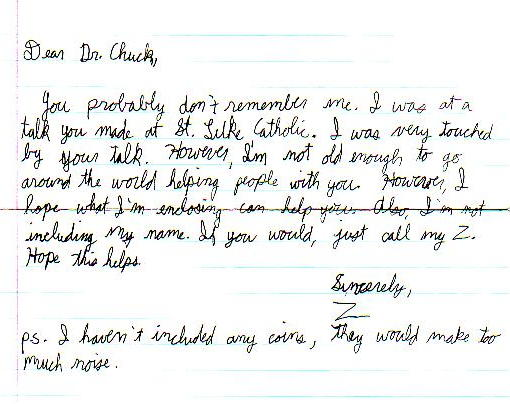 Dear Dr. Chuck,
You probably don't remember me. I was at a
talk you made at St. Luke Catholic. I was very touched
by your talk. However, I'm not old enough to go
around the world helping people with you. However, I
hope what I'm enclosing can help you. Also, I'm not
including my name. If you would, just call my Z.
Hope this helps.
Sincerely,
Z
ps. I haven't included any coins, they would make too
much noise.